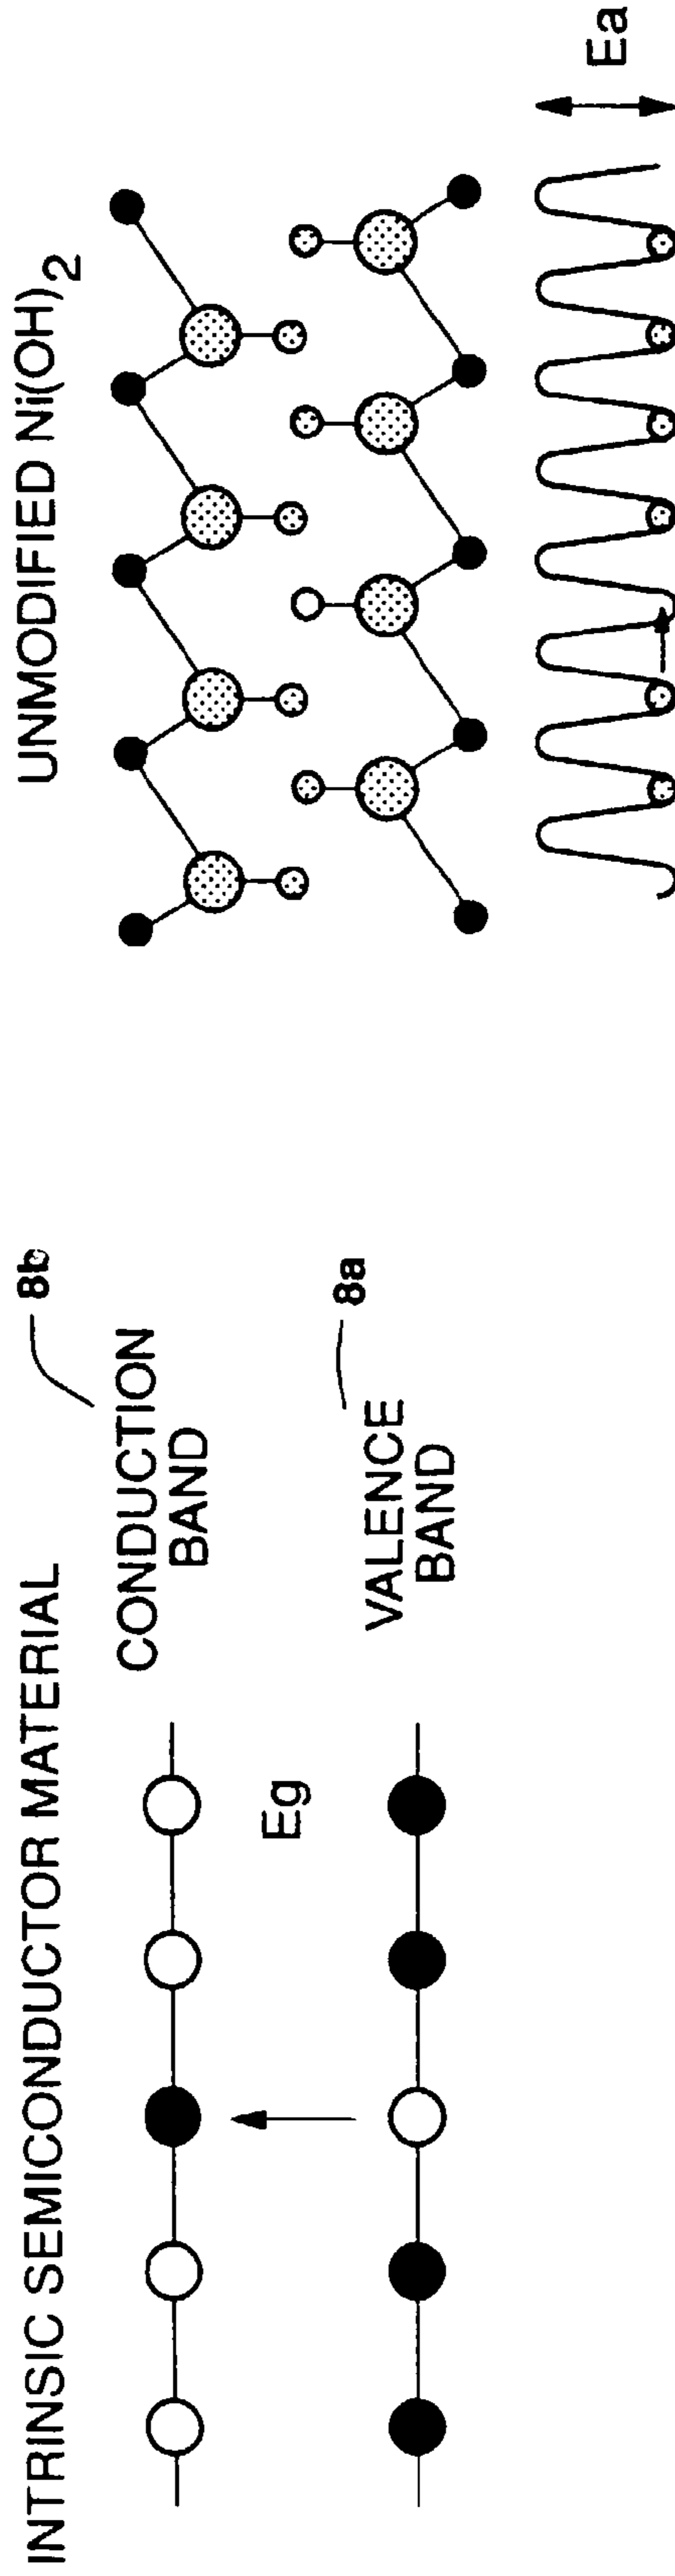 INTRINSIC SEMICONDUCTOR MATERIAL
8b
CONDUCTION
BAND
Eg
8a
VALENCE
BAND
UNMODIFIED Ni(OH)2
Ea